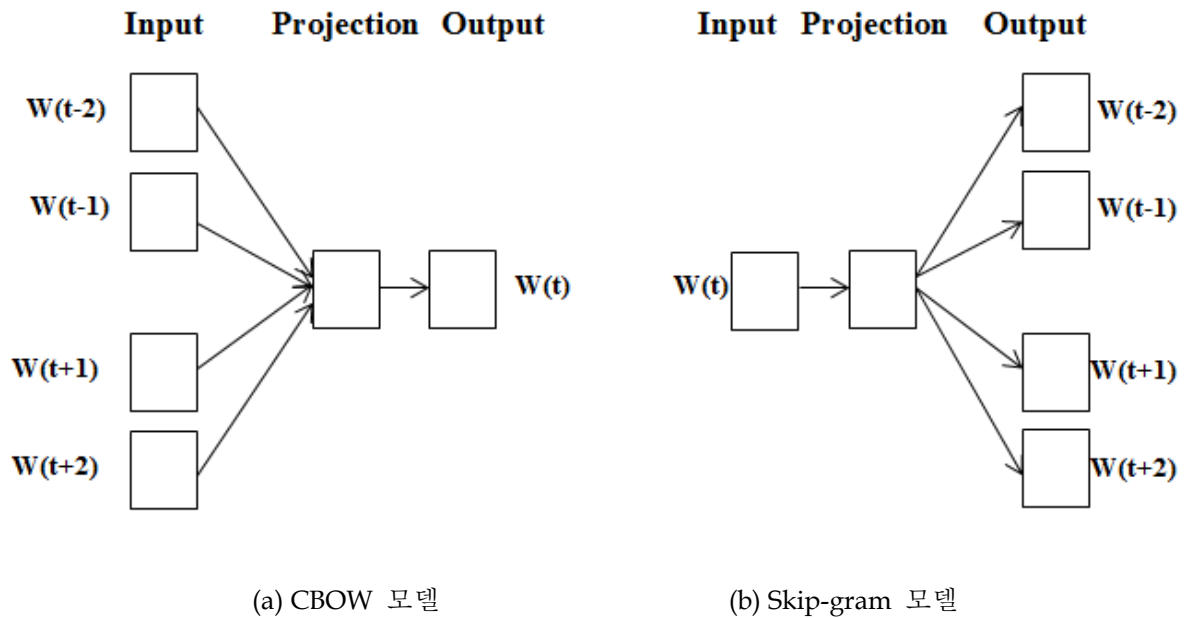 Input Projection Output
W(t-2)
W(t-1)
W(t)
W(t+1)
W(t+2)
(a) CBOW 모델
Input Projection Output
W(t-2)
W(t-1)
W(t)
W(t+1)
W(t+2)
(b) Skip-gram 모델